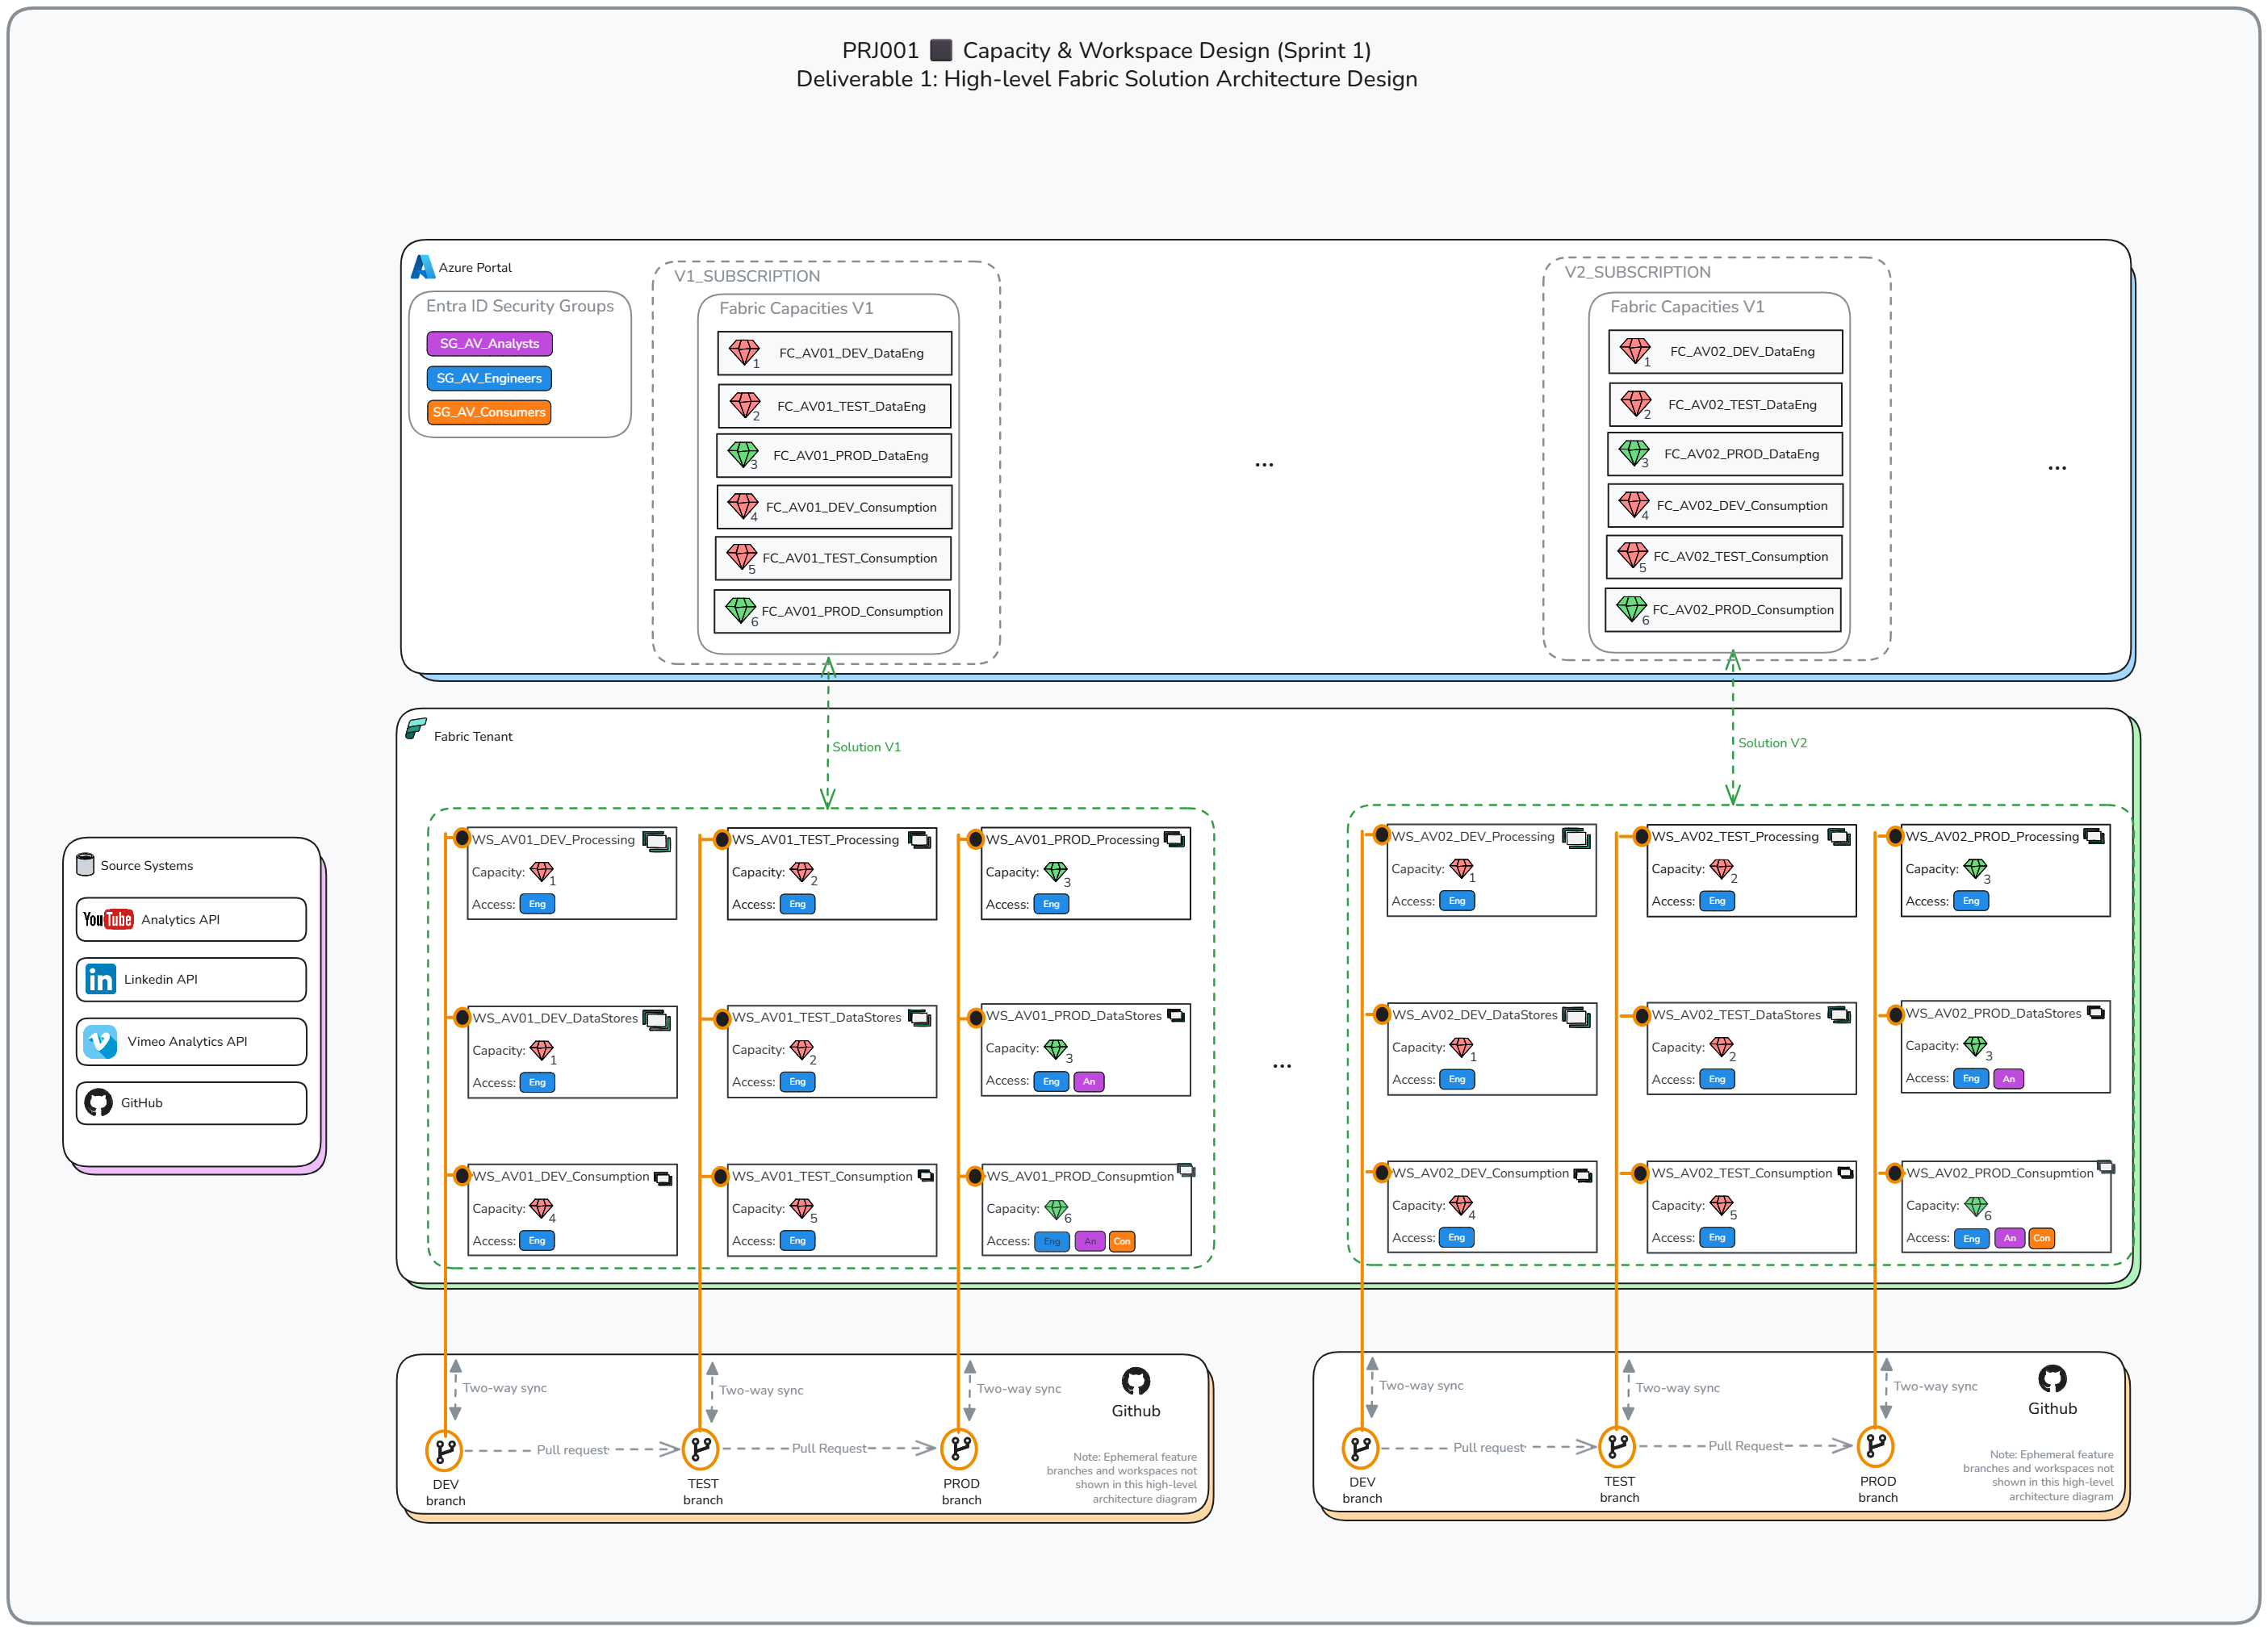 PRJ001 ⬛ Capacity & Workspace Design (Sprint 1)
Deliverable 1: High-level Fabric Solution Architecture Design
Azure Portal
Entra ID Security Groups
SG_AV_Analysts
SG_AV_Engineers
SG_AV_Consumers
V1_SUBSCRIPTION
Fabric Capacities V1
1 FC_AV01_DEV_DataEng
2 FC_AV01_TEST_DataEng
3 FC_AV01_PROD_DataEng
4 FC_AV01_DEV_Consumption
5 FC_AV01_TEST_Consumption
6 FC_AV01_PROD_Consumption
...
V2_SUBSCRIPTION
Fabric Capacities V1
1 FC_AV02_DEV_DataEng
2 FC_AV02_TEST_DataEng
3 FC_AV02_PROD_DataEng
4 FC_AV02_DEV_Consumption
5 FC_AV02_TEST_Consumption
6 FC_AV02_PROD_Consumption
...
Solution V1
Solution V2
Fabric Tenant
Source Systems
YouTube Analytics API
in Linkedin API
Vimeo Analytics API
GitHub
WS_AV01_DEV_Processing
Capacity: 1
Access: Eng
WS_AV01_TEST_Processing
Capacity: 2
Access: Eng
WS_AV01_PROD_Processing
Capacity: 3
Access: Eng
WS_AV01_DEV_DataStores
Capacity: 1
Access: Eng
WS_AV01_TEST_DataStores
Capacity: 2
Access: Eng
WS_AV01_PROD_DataStores
Capacity: 3
Access: Eng An
WS_AV01_DEV_Consumption
Capacity: 4
Access: Eng
WS_AV01_TEST_Consumption
Capacity: 5
Access: Eng
WS_AV01_PROD_Consupmtion
Capacity: 6
Access: Eng An Con
...
WS_AV02_DEV_Processing
Capacity: 1
Access: Eng
WS_AV02_TEST_Processing
Capacity: 2
Access: Eng
WS_AV02_PROD_Processing
Capacity: 3
Access: Eng
WS_AV02_DEV_DataStores
Capacity: 1
Access: Eng
WS_AV02_TEST_DataStores
Capacity: 2
Access: Eng
WS_AV02_PROD_DataStores
Capacity: 3
Access: Eng An
WS_AV02_DEV_Consumption
Capacity: 4
Access: Eng
WS_AV02_TEST_Consumption
Capacity: 5
Access: Eng
WS_AV02_PROD_Consupmtion
Capacity: 6
Access: Eng An Con
Two-way sync
Two-way sync
Two-way sync
Github
Pull request
Pull Request
DEV
branch
TEST
branch
PROD
branch
Note: Ephemeral feature
branches and workspaces not
shown in this high-level
architecture diagram
Two-way sync
Two-way sync
Two-way sync
Github
Pull request
Pull Request
DEV
branch
TEST
branch
PROD
branch
Note: Ephemeral feature
branches and workspaces not
shown in this high-level
architecture diagram